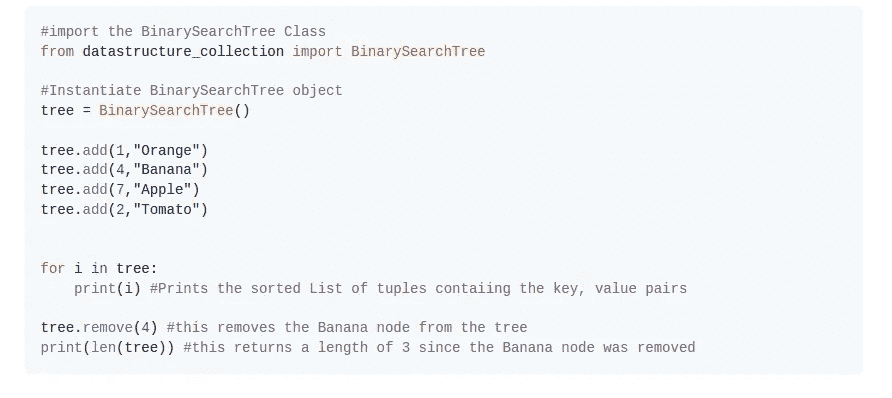 #import the BinarySearchTree Class
from datastructure_collection import BinarySearchTree
#Instantiate BinarySearchTree object
tree = BinarySearchTree()
tree.add(1,"Orange")
tree.add(4,"Banana")
tree.add(7,"Apple")
tree.add(2,"Tomato")
for i in tree:
    print(i) #Prints the sorted List of tuples contaiing the key, value pairs
tree.remove(4) #this removes the Banana node from the tree
print(len(tree)) #this returns a length of 3 since the Banana node was removed